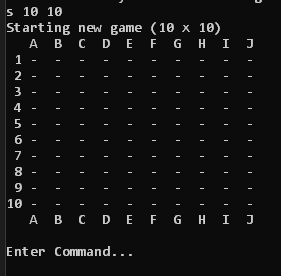 s 10 10
Starting new game (10 x 10)
A B C D E F G H I J
1 - - - - - - - - - -
2 - - - - - - - - - -
3 - - - - - - - - - -
4 - - - - - - - - - -
5 - - - - - - - - - -
6 - - - - - - - - - -
7 - - - - - - - - - -
8 - - - - - - - - - -
9 - - - - - - - - - -
10 - - - - - - - - - -
A B C D E F G H I J
Enter Command...